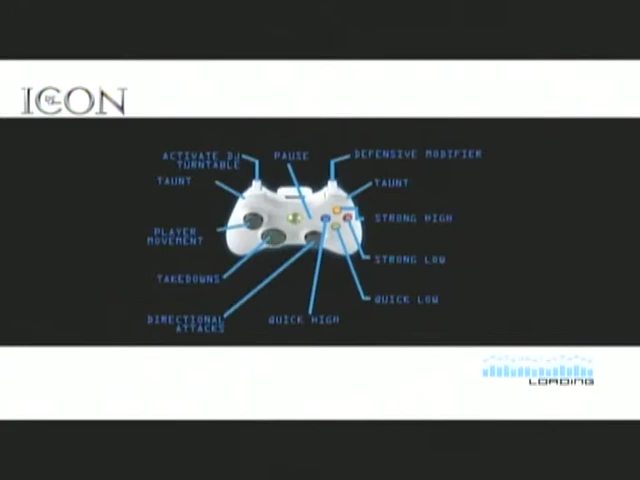 ICON
ACTIVATE DJ
TURNTABLE
PAUSE
DEFENSIVE MODIFIER
TAUNT
TAUNT
STRONG HIGH
PLAYER
MOVEMENT
STRONG LOW
TAKEDOWNS
QUICK LOW
DIRECTIONAL
ATTACKS
QUICK HIGH
LOADING